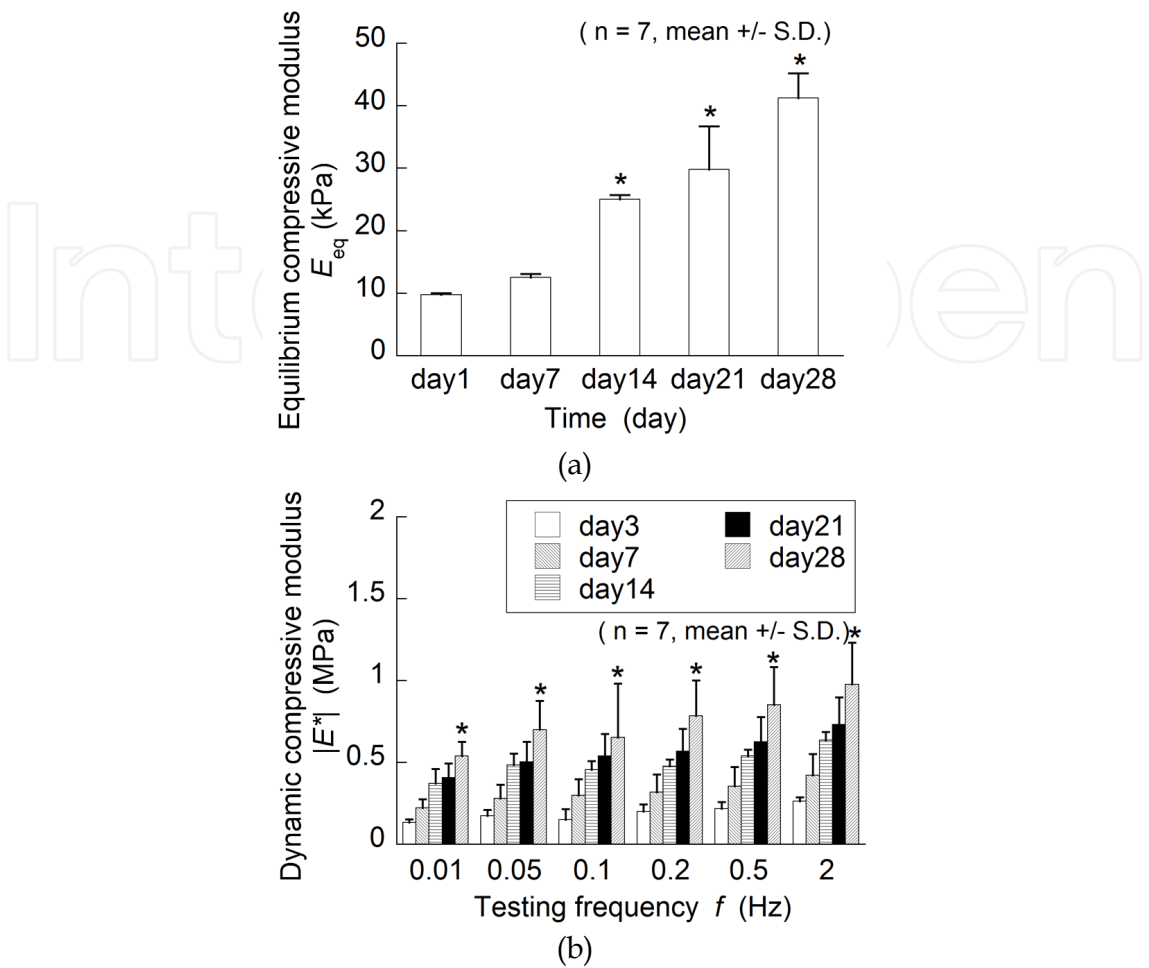 ( n = 7, mean +/- S.D.)
Equilibrium compressive modulus
E_eq (kPa)
50
40
30
20
10
0
*
*
*
day1 day7 day14 day21 day28
Time (day)
(a)
Dynamic compressive modulus
|E*| (MPa)
2
1.5
1
0.5
0
day3 day21
day7 day28
day14
( n = 7, mean +/- S.D.)
* * * * * *
0.01 0.05 0.1 0.2 0.5 2
Testing frequency f (Hz)
(b)